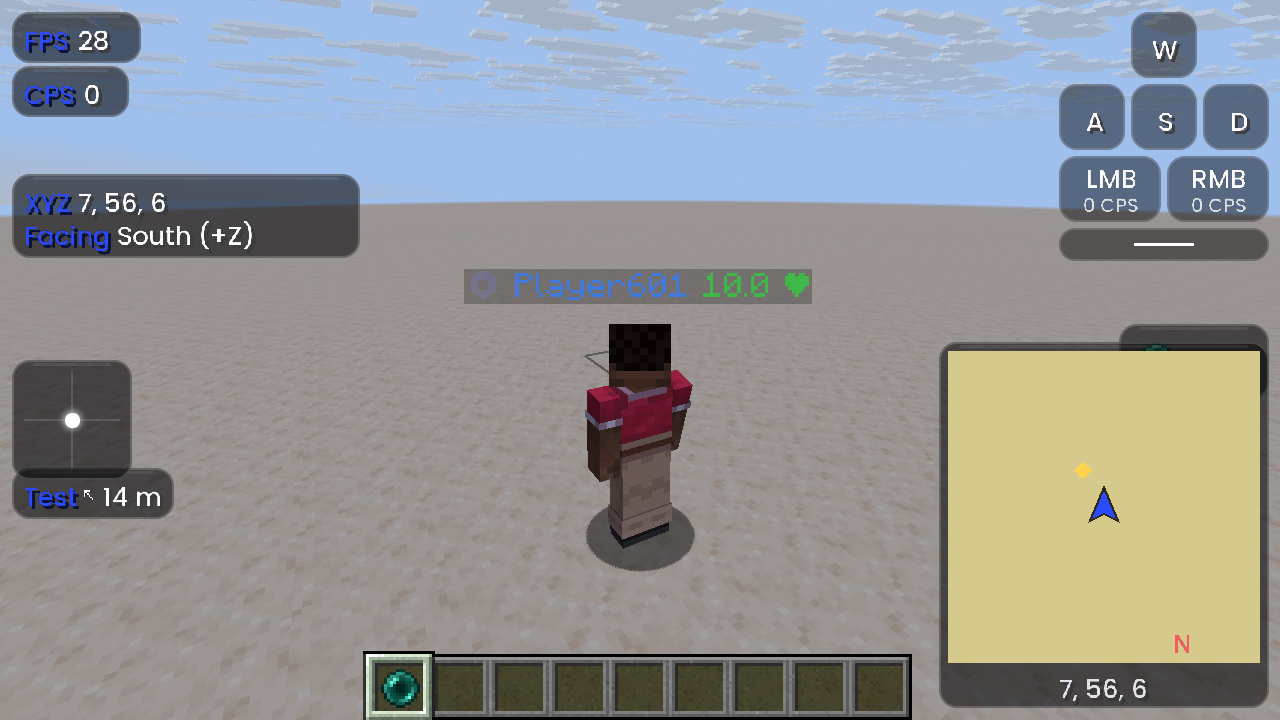 FPS 28
CPS 0
W
A S D
LMB
0 CPS
RMB
0 CPS
XYZ 7, 56, 6
Facing South (+Z)
Player601 10.0
Test 14 m
N
7, 56, 6